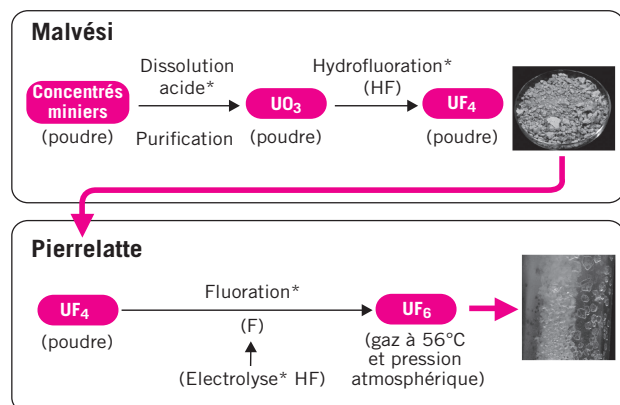 Malvési
Dissolution
acide*
Hydrofluoration*
(HF)
Concentrés
miniers
UO3
UF4
(poudre)
Purification
(poudre)
(poudre)
Pierrelatte
Fluoration*
UF4
UF6
(F)
(poudre)
(gaz à 56°C
et pression
atmosphérique)
(Electrolyse* HF)